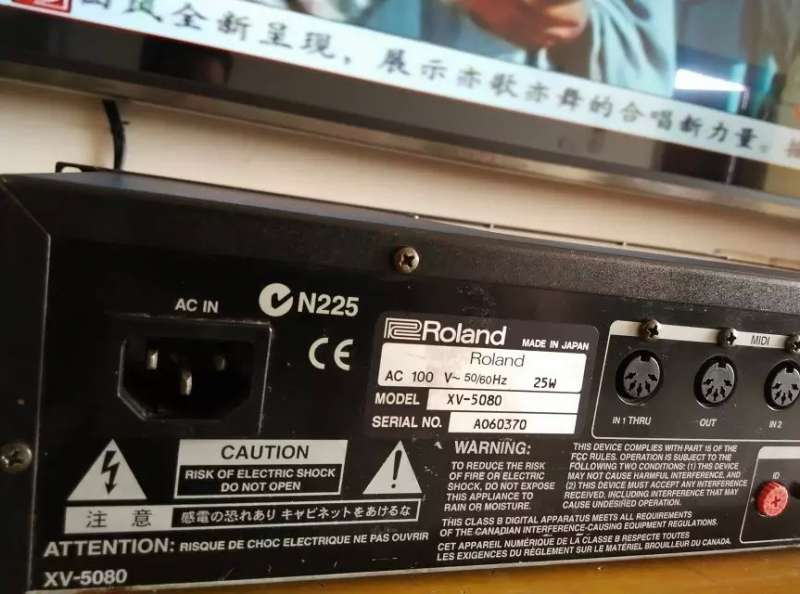 全新呈现，展示亦歌亦舞的合唱新力量。
AC IN
N225
CE
Roland
MADE IN JAPAN
Roland
AC 100 V~ 50/60Hz 25W
MODEL XV-5080
SERIAL NO. A060370
MIDI
IN 1 THRU
OUT
IN 2
CAUTION
RISK OF ELECTRIC SHOCK
DO NOT OPEN
注意
感電の恐れあり キャビネットをあけるな
ATTENTION: RISQUE DE CHOC ELECTRIQUE NE PAS OUVRIR
XV-5080
WARNING:
TO REDUCE THE RISK
OF FIRE OR ELECTRIC
SHOCK, DO NOT EXPOSE
THIS APPLIANCE TO
RAIN OR MOISTURE.
THIS DEVICE COMPLIES WITH PART 15 OF THE
FCC RULES. OPERATION IS SUBJECT TO THE
FOLLOWING TWO CONDITIONS: (1) THIS DEVICE
MAY NOT CAUSE HARMFUL INTERFERENCE, AND
(2) THIS DEVICE MUST ACCEPT ANY INTERFERENCE
RECEIVED, INCLUDING INTERFERENCE THAT MAY
CAUSE UNDESIRED OPERATION.
THIS CLASS B DIGITAL APPARATUS MEETS ALL REQUIREMENTS
OF THE CANADIAN INTERFERENCE-CAUSING EQUIPMENT REGULATIONS.
CET APPAREIL NUMÉRIQUE DE LA CLASSE B RESPECTE TOUTES
LES EXIGENCES DU RÈGLEMENT SUR LE MATÉRIEL BROUILLEUR DU CANADA.
ID